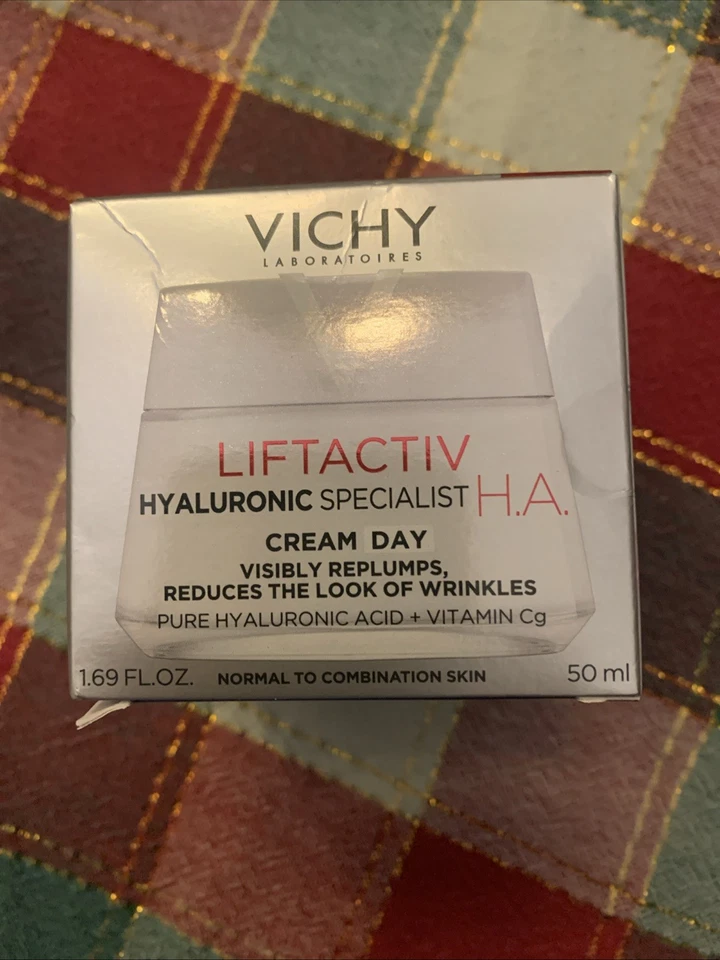 VICHY
LABORATOIRES
LIFTACTIV
HYALURONIC SPECIALIST H.A.
CREAM DAY
VISIBLY REPLUMPS,
REDUCES THE LOOK OF WRINKLES
PURE HYALURONIC ACID + VITAMIN Cg
1.69 FL.OZ. NORMAL TO COMBINATION SKIN 50 ml